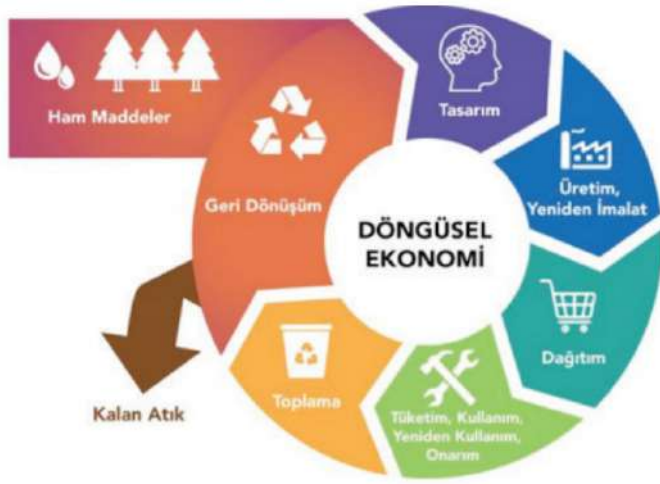 Ham Maddeler
Geri Dönüşüm
Tasarım
Üretim,
Yeniden İmalat
DÖNGÜSEL
EKONOMİ
Dağıtım
Tüketim, Kullanım,
Yeniden Kullanım,
Onarım
Toplama
Kalan Atık